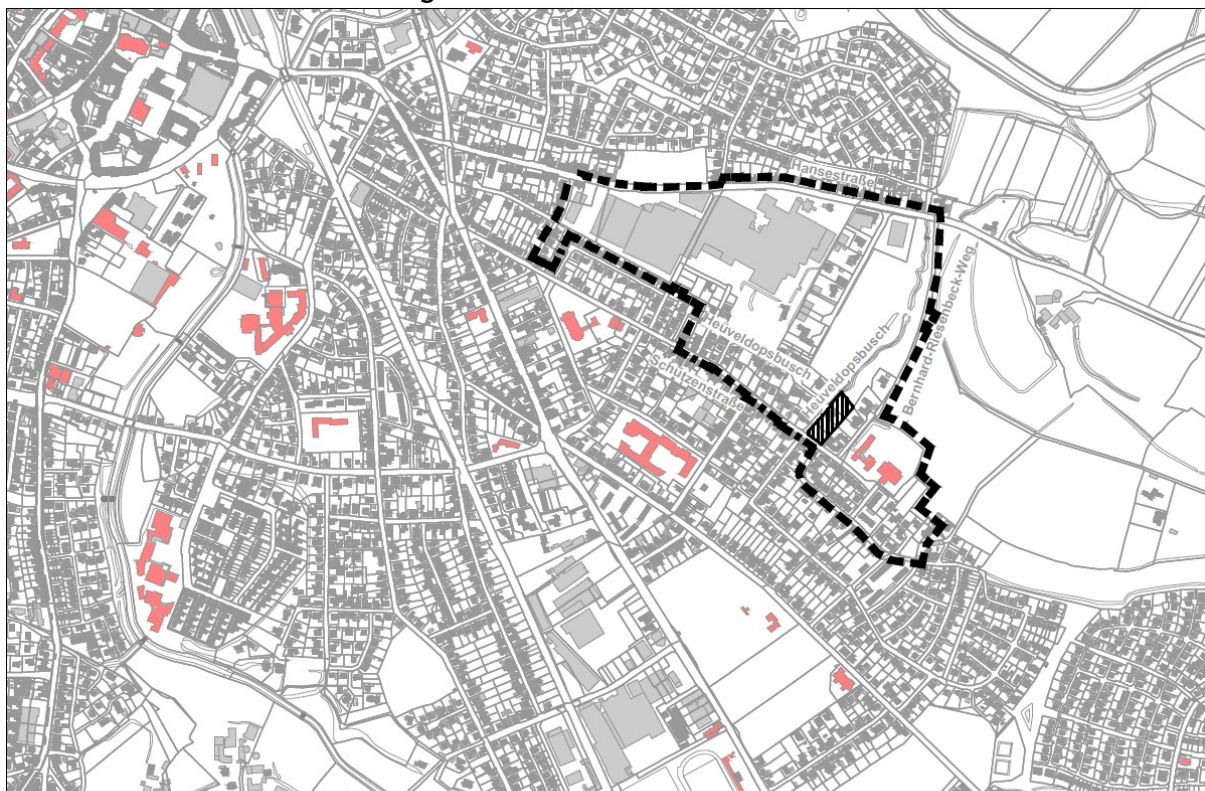 g
Hansestraße
Bernhard-Riesenbeck-Weg
Heuveldopsbusch
Heuveldopsbusch
Schützenstraße